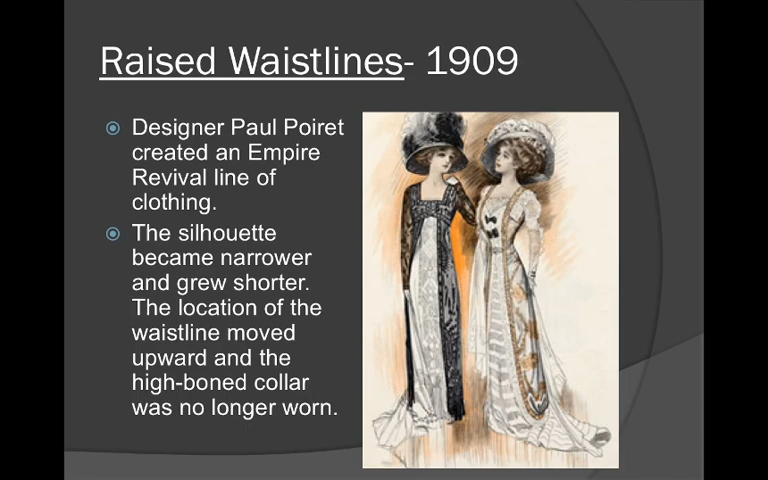 Raised Waistlines- 1909
Designer Paul Poiret
created an Empire
Revival line of
clothing.
The silhouette
became narrower
and grew shorter.
The location of the
waistline moved
upward and the
high-boned collar
was no longer worn.